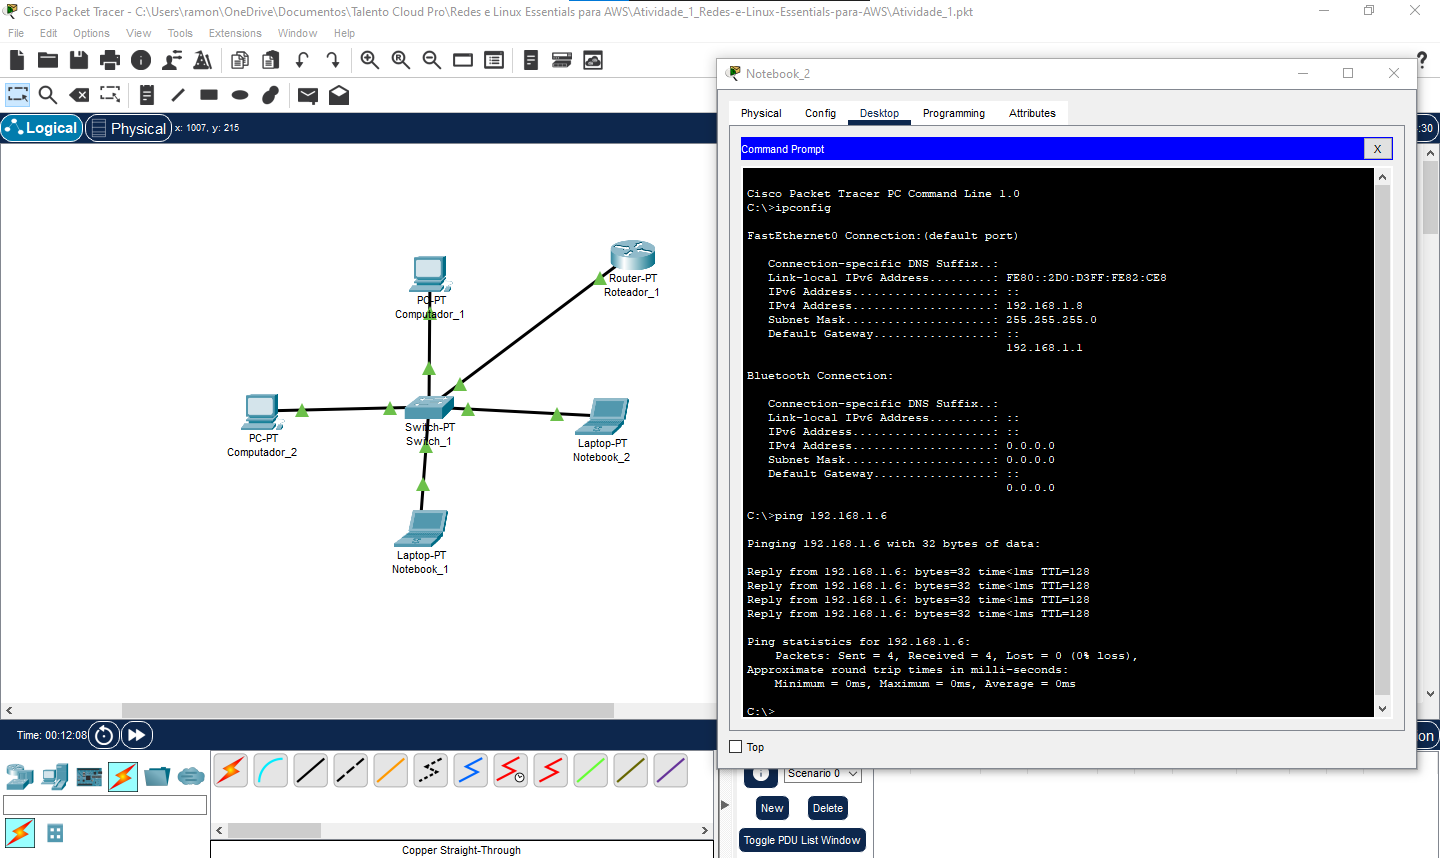 Cisco Packet Tracer - C:\Users\ramon\OneDrive\Documentos\Talento Cloud Pro\Redes e Linux Essentials para AWS\Atividade_1_Redes-e-Linux-Essentials-para-AWS\Atividade_1.pkt
File Edit Options View Tools Extensions Window Help
Logical Physical x: 1007, y: 215
:30
PC-PT
Computador_1
Router-PT
Roteador_1
PC-PT
Computador_2
Switch-PT
Switch_1
Laptop-PT
Notebook_2
Laptop-PT
Notebook_1
Time: 00:12:08
Copper Straight-Through
Notebook_2
Physical Config Desktop Programming Attributes
Command Prompt X
Cisco Packet Tracer PC Command Line 1.0
C:\>ipconfig
FastEthernet0 Connection:(default port)
Connection-specific DNS Suffix..:
Link-local IPv6 Address.........: FE80::2D0:D3FF:FE82:CE8
IPv6 Address....................: ::
IPv4 Address....................: 192.168.1.8
Subnet Mask.....................: 255.255.255.0
Default Gateway.................: ::
192.168.1.1
Bluetooth Connection:
Connection-specific DNS Suffix..:
Link-local IPv6 Address.........: ::
IPv6 Address....................: ::
IPv4 Address....................: 0.0.0.0
Subnet Mask.....................: 0.0.0.0
Default Gateway.................: ::
0.0.0.0
C:\>ping 192.168.1.6
Pinging 192.168.1.6 with 32 bytes of data:
Reply from 192.168.1.6: bytes=32 time<1ms TTL=128
Reply from 192.168.1.6: bytes=32 time<1ms TTL=128
Reply from 192.168.1.6: bytes=32 time<1ms TTL=128
Reply from 192.168.1.6: bytes=32 time<1ms TTL=128
Ping statistics for 192.168.1.6:
Packets: Sent = 4, Received = 4, Lost = 0 (0% loss),
Approximate round trip times in milli-seconds:
Minimum = 0ms, Maximum = 0ms, Average = 0ms
C:\>
Top
on
Scenario 0
New Delete
Toggle PDU List Window